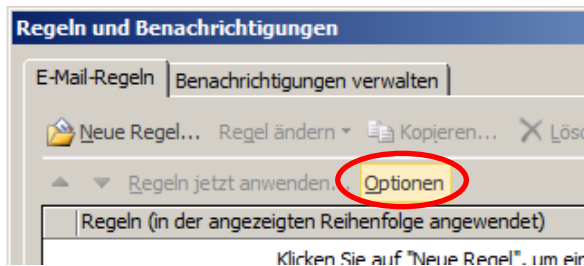 Regeln und Benachrichtigungen
E-Mail-Regeln Benachrichtigungen verwalten
Neue Regel... Regel ändern Kopieren... Lösc
Regeln jetzt anwenden... Optionen
Regeln (in der angezeigten Reihenfolge angewendet)
Klicken Sie auf "Neue Regel", um ein